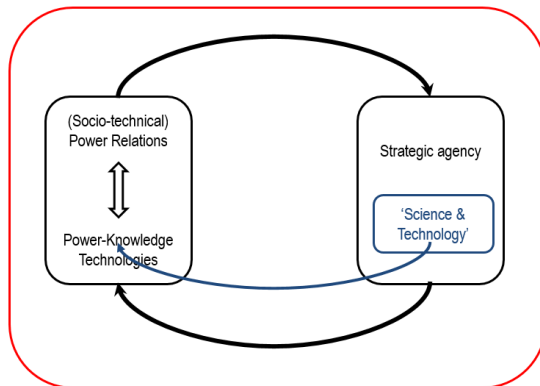 (Socio-technical)
Power Relations
Power-Knowledge
Technologies
Strategic agency
‘Science &
Technology’